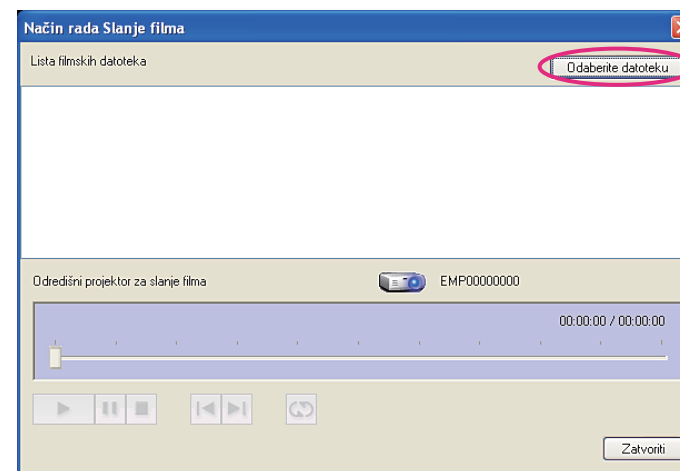 Način rada Slanje filma
Lista filmskih datoteka
Odaberite datoteku
Odredišni projektor za slanje filma
EMP00000000
00:00:00 / 00:00:00
Zatvoriti